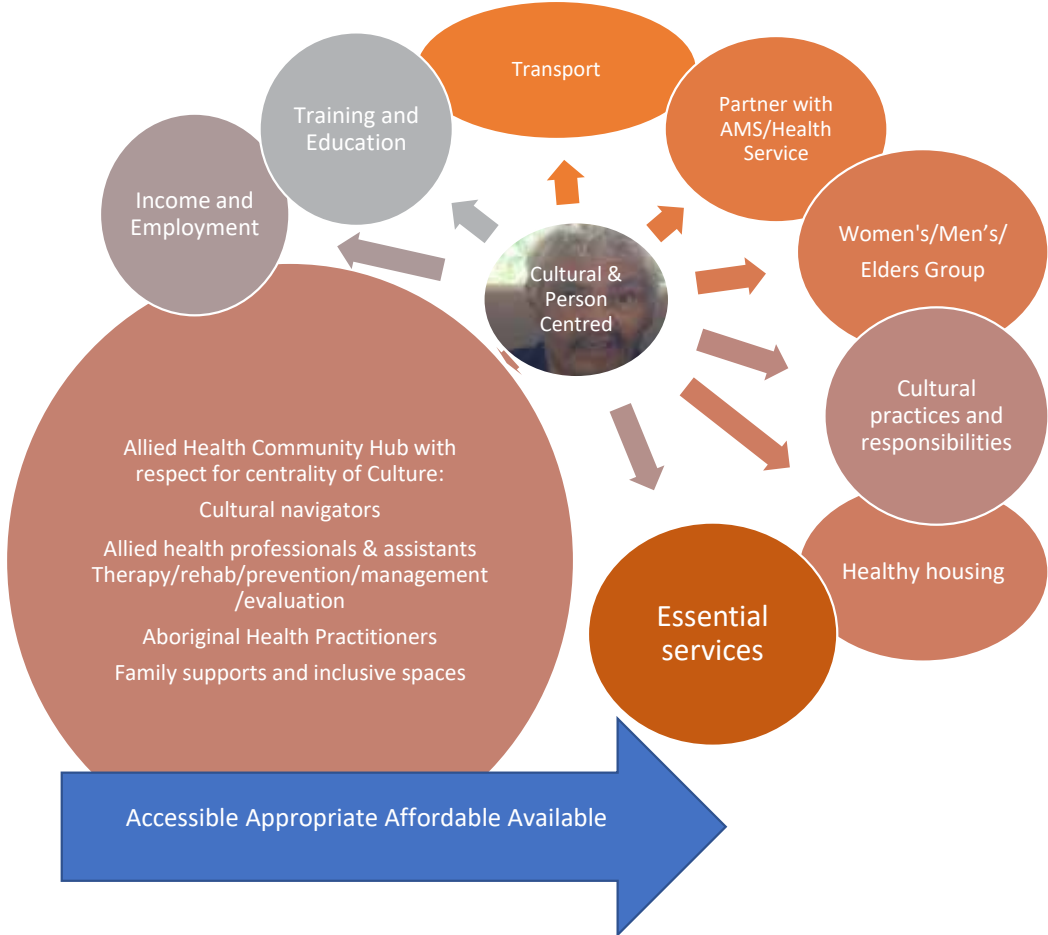 Transport
Training and
Education
Partner with
AMS/Health
Service
Income and
Employment
Women's/Men’s/
Elders Group
Cultural &
Person
Centred
Cultural
practices and
responsibilities
Allied Health Community Hub with
respect for centrality of Culture:
Cultural navigators
Allied health professionals & assistants
Therapy/rehab/prevention/management
/evaluation
Aboriginal Health Practitioners
Family supports and inclusive spaces
Healthy housing
Essential
services
Accessible Appropriate Affordable Available